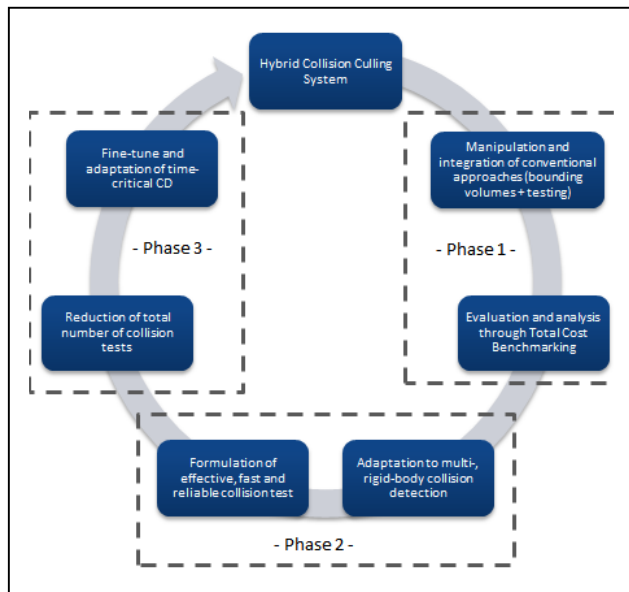 Hybrid Collision Culling
System
Manipulation and
integration of conventional
approaches (bounding
volumes + testing)
- Phase 1 -
Evaluation and analysis
through Total Cost
Benchmarking
Adaptation to multi-,
rigid-body collision
detection
Formulation of
effective, fast and
reliable collision test
- Phase 2 -
Reduction of total
number of collision
tests
- Phase 3 -
Fine-tune and
adaptation of time-
critical CD